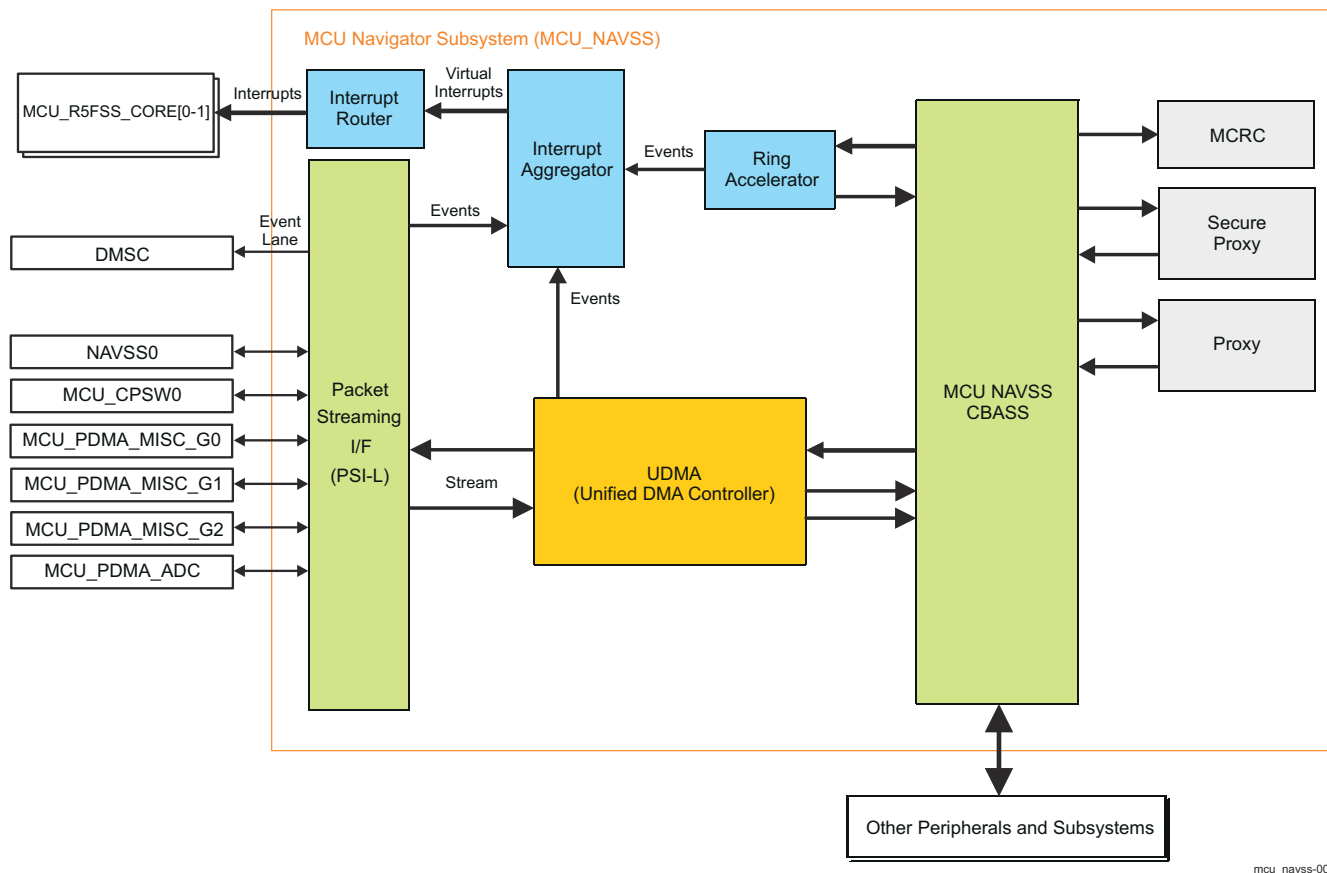 MCU Navigator Subsystem (MCU_NAVSS)
MCU_R5FSS_CORE[0-1]
Interrupts
Interrupt
Router
Virtual
Interrupts
Interrupt
Aggregator
Events
Ring
Accelerator
MCRC
Secure
Proxy
Proxy
Event
Lane
Events
DMSC
Events
NAVSS0
MCU_CPSW0
MCU_PDMA_MISC_G0
MCU_PDMA_MISC_G1
MCU_PDMA_MISC_G2
MCU_PDMA_ADC
Packet
Streaming
I/F
(PSI-L)
Stream
UDMA
(Unified DMA Controller)
MCU NAVSS
CBASS
Other Peripherals and Subsystems
mcu_navss-00